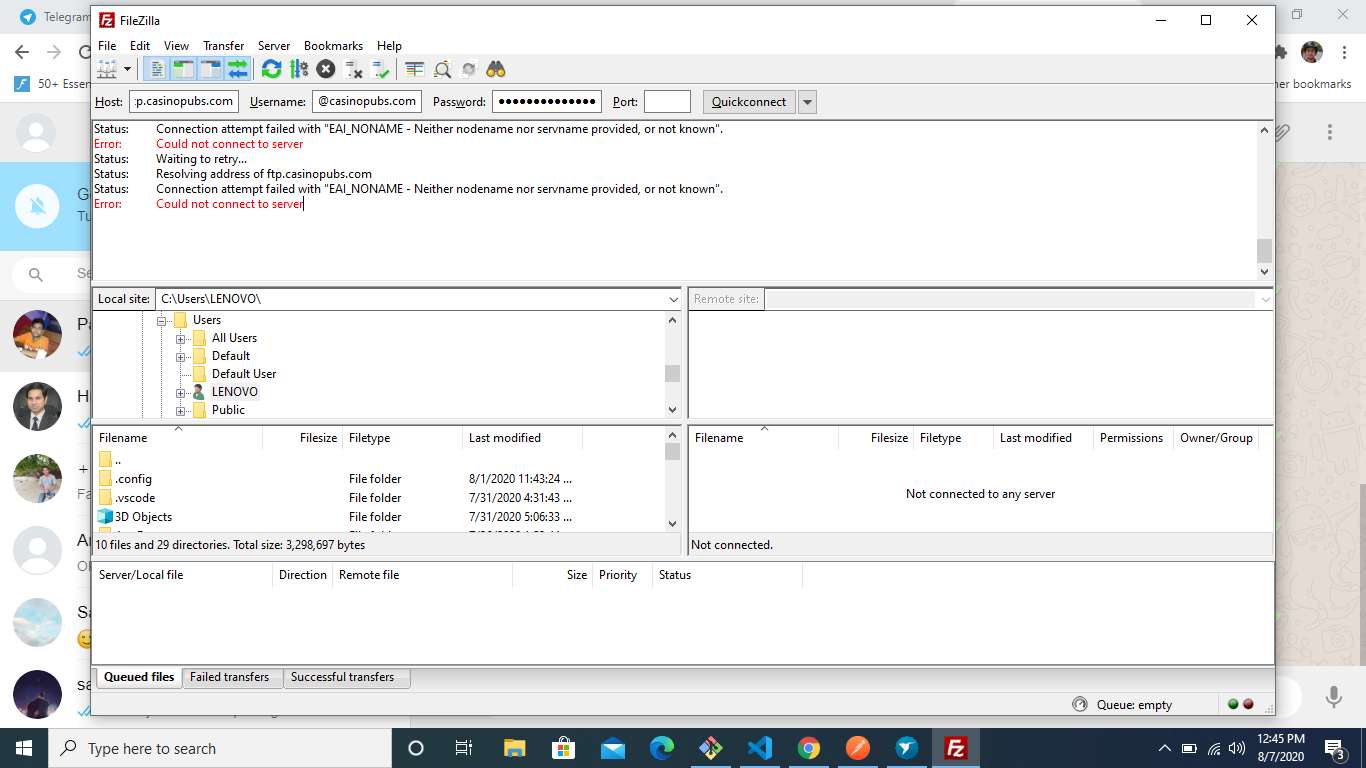 Telegram
FileZilla
File Edit View Transfer Server Bookmarks Help
50+ Essen
her bookmarks
Host: p.casinopubs.com Username: @casinopubs.com Password: ●●●●●●●●●●●●●● Port: Quickconnect
Status: Connection attempt failed with "EAI_NONAME - Neither nodename nor servname provided, or not known".
Error: Could not connect to server
Status: Waiting to retry...
Status: Resolving address of ftp.casinopubs.com
Status: Connection attempt failed with "EAI_NONAME - Neither nodename nor servname provided, or not known".
Error: Could not connect to server
G
Tu
Se
Pa
H
+
Fa
Ar
O
Sa
sa
Local site: C:\Users\LENOVO\
Users
All Users
Default
Default User
LENOVO
Public
Remote site:
Filename Filesize Filetype Last modified
..
.config File folder 8/1/2020 11:43:24 ...
.vscode File folder 7/31/2020 4:31:43 ...
3D Objects File folder 7/31/2020 5:06:33 ...
10 files and 29 directories. Total size: 3,298,697 bytes
Filename Filesize Filetype Last modified Permissions Owner/Group
Not connected to any server
Not connected.
Server/Local file Direction Remote file Size Priority Status
Queued files Failed transfers Successful transfers
Queue: empty
Type here to search
12:45 PM
8/7/2020
3